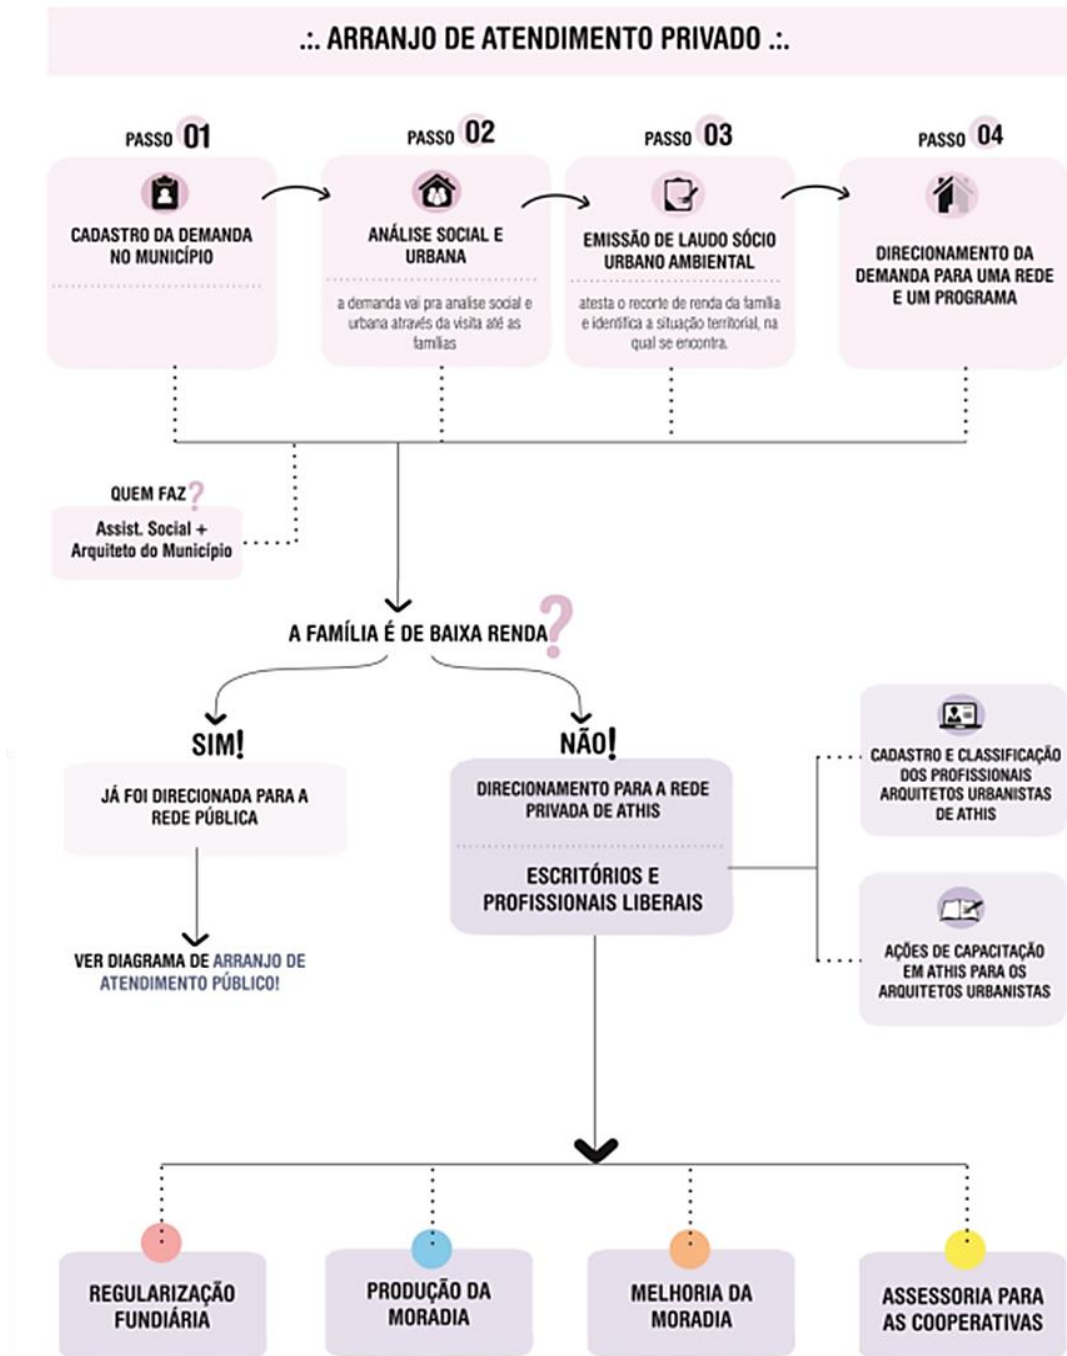 .:. ARRANJO DE ATENDIMENTO PRIVADO .:.
PASSO 01
CADASTRO DA DEMANDA
NO MUNICÍPIO
PASSO 02
ANÁLISE SOCIAL E
URBANA
a demanda vai pra analise social e
urbana através da visita até as
famílias
PASSO 03
EMISSÃO DE LAUDO SÓCIO
URBANO AMBIENTAL
atesta o recorte de renda da família
e identifica a situação territorial, na
qual se encontra.
PASSO 04
DIRECIONAMENTO DA
DEMANDA PARA UMA REDE
E UM PROGRAMA
QUEM FAZ?
Assist. Social +
Arquiteto do Município
A FAMÍLIA É DE BAIXA RENDA?
SIM!
JÁ FOI DIRECIONADA PARA A
REDE PÚBLICA
VER DIAGRAMA DE ARRANJO DE
ATENDIMENTO PÚBLICO!
NÃO!
DIRECIONAMENTO PARA A REDE
PRIVADA DE ATHIS
ESCRITÓRIOS E
PROFISSIONAIS LIBERAIS
CADASTRO E CLASSIFICAÇÃO
DOS PROFISSIONAIS
ARQUITETOS URBANISTAS
DE ATHIS
AÇÕES DE CAPACITAÇÃO
EM ATHIS PARA OS
ARQUITETOS URBANISTAS
REGULARIZAÇÃO
FUNDIÁRIA
PRODUÇÃO DA
MORADIA
MELHORIA DA
MORADIA
ASSESSORIA PARA
AS COOPERATIVAS